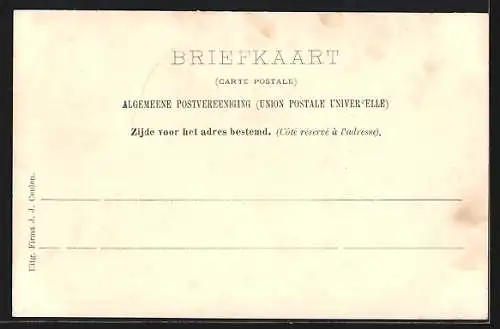 BRIEFKAART
(CARTE POSTALE)
ALGEMEENE POSTVEREENIGING (UNION POSTALE UNIVERSELLE)
Zijde voor het adres bestemd. (Côté réservé à l'adresse).
Uitg. Firma J. J. Coulen.